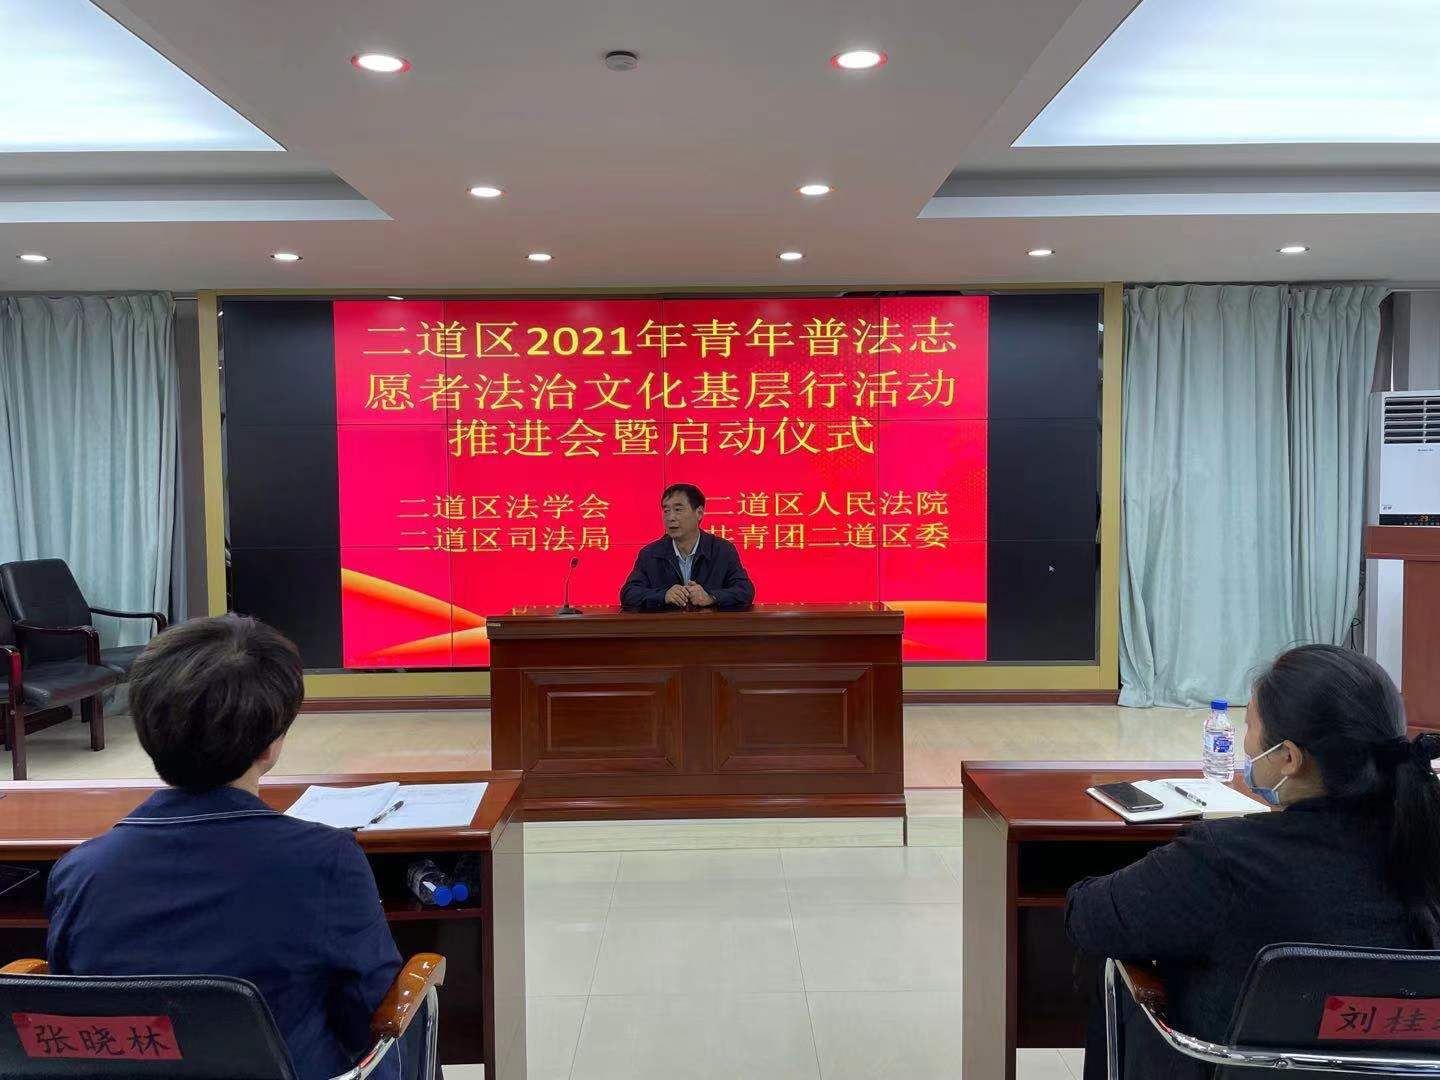 二道区2021年青年普法志
愿者法治文化基层行活动
推进会暨启动仪式
二道区法学会 二道区人民法院
二道区司法局 共青团二道区委
张晓林
刘桂